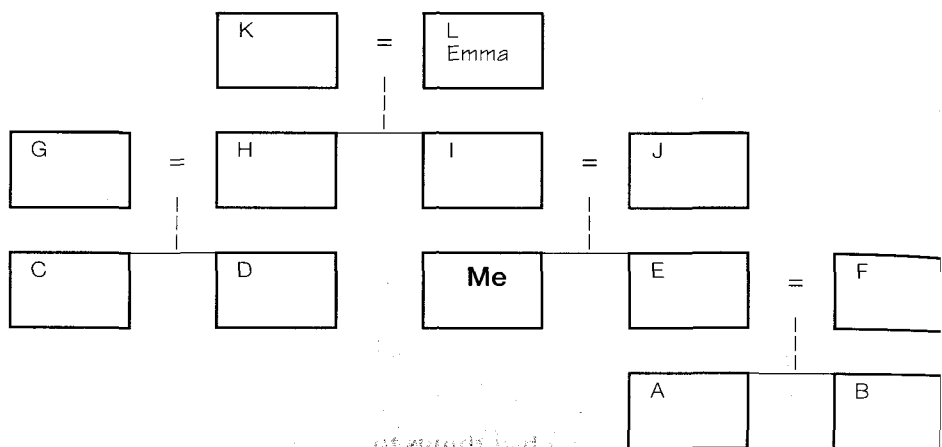 K
=
L
Emma
G
=
H
I
=
J
C
D
Me
E
=
F
A
B